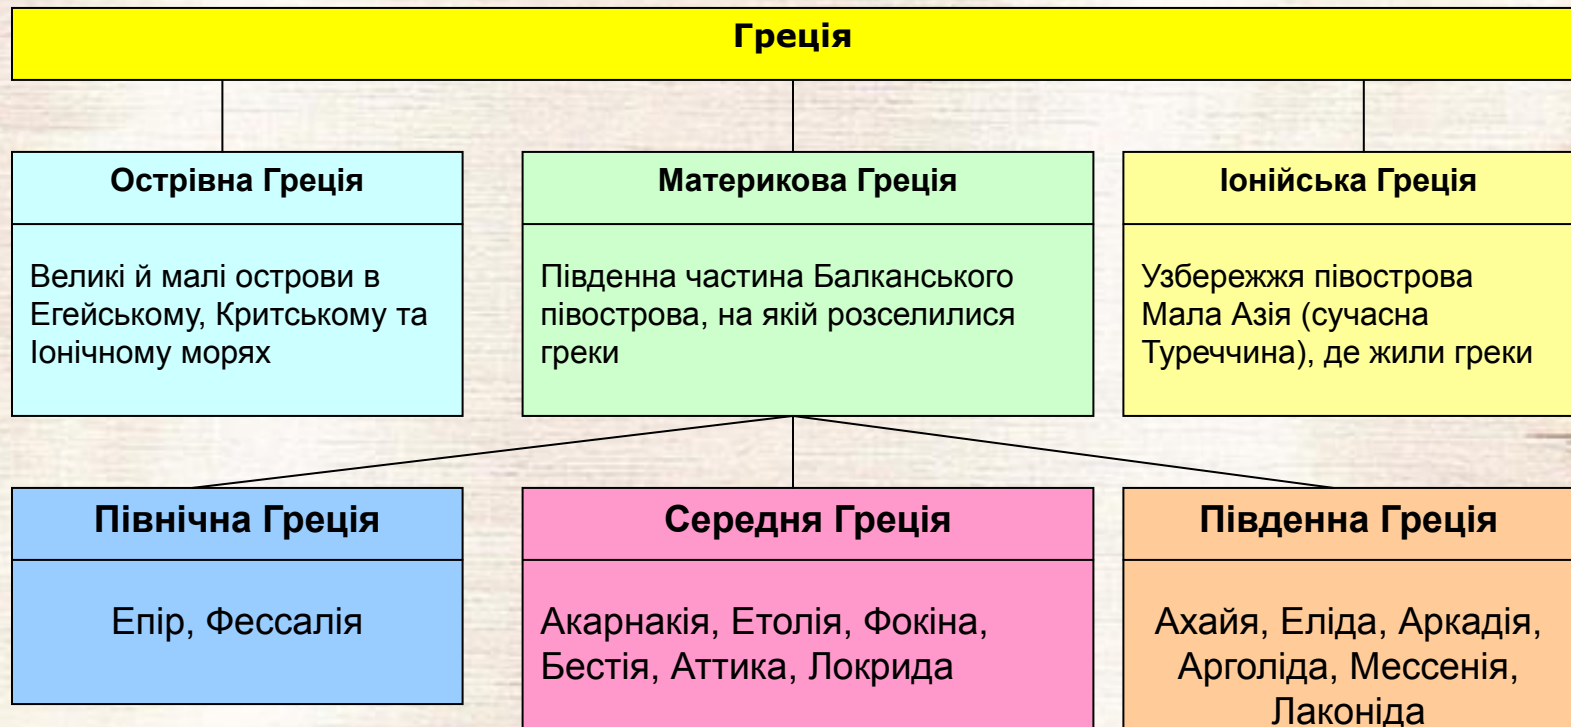 Греція
Острівна Греція
Великі й малі острови в
Егейському, Критському та
Іонічному морях
Материкова Греція
Південна частина Балканського
півострова, на якій розселилися
греки
Іонійська Греція
Узбережжя півострова
Мала Азія (сучасна
Туреччина), де жили греки
Північна Греція
Епір, Фессалія
Середня Греція
Акарнакія, Етолія, Фокіна,
Бестія, Аттика, Локрида
Південна Греція
Ахайя, Еліда, Аркадія,
Арголіда, Мессенія,
Лаконіда